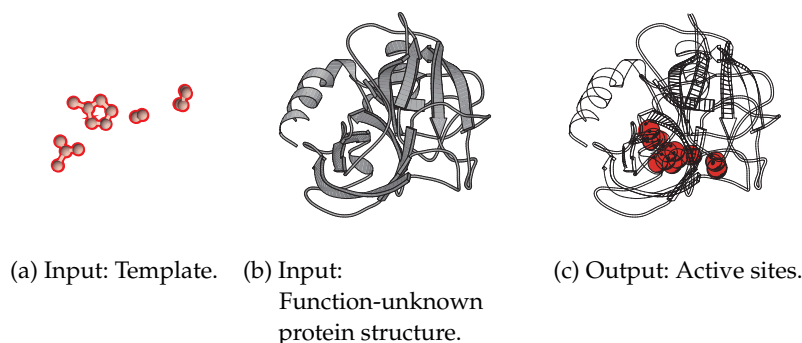 (a) Input: Template.
(b) Input:
Function-unknown
protein structure.
(c) Output: Active sites.